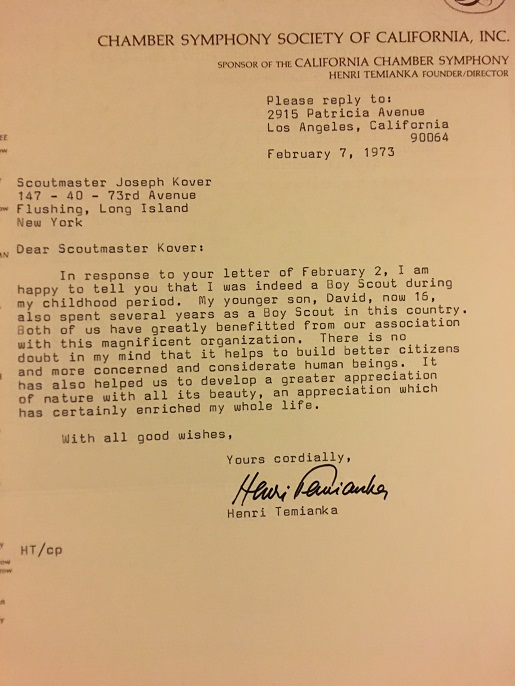 CHAMBER SYMPHONY SOCIETY OF CALIFORNIA, INC.
SPONSOR OF THE CALIFORNIA CHAMBER SYMPHONY
HENRI TEMIANKA FOUNDER/DIRECTOR
Please reply to:
2915 Patricia Avenue
Los Angeles, California
90064
February 7, 1973
Scoutmaster Joseph Kover
147 - 40 - 73rd Avenue
Flushing, Long Island
New York
Dear Scoutmaster Kover:
In response to your letter of February 2, I am
happy to tell you that I was indeed a Boy Scout during
my childhood period. My younger son, David, now 16,
also spent several years as a Boy Scout in this country.
Both of us have greatly benefitted from our association
with this magnificent organization. There is no
doubt in my mind that it helps to build better citizens
and more concerned and considerate human beings. It
has also helped us to develop a greater appreciation
of nature with all its beauty, an appreciation which
has certainly enriched my whole life.
With all good wishes,
Yours cordially,
Henri Temianka
Henri Temianka
HT/cp